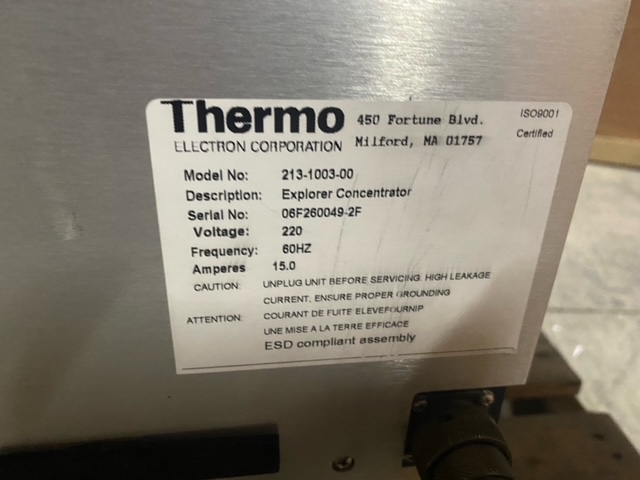 Thermo
ELECTRON CORPORATION
450 Fortune Blvd.
Milford, MA 01757
ISO9001
Certified
Model No: 213-1003-00
Description: Explorer Concentrator
Serial No: 06F260049-2F
Voltage: 220
Frequency: 60HZ
Amperes 15.0
CAUTION: UNPLUG UNIT BEFORE SERVICING. HIGH LEAKAGE
CURRENT. ENSURE PROPER GROUNDING
ATTENTION: COURANT DE FUITE ELEVEFOURNIP
UNE MISE A LA TERRE EFFICACE
ESD compliant assembly